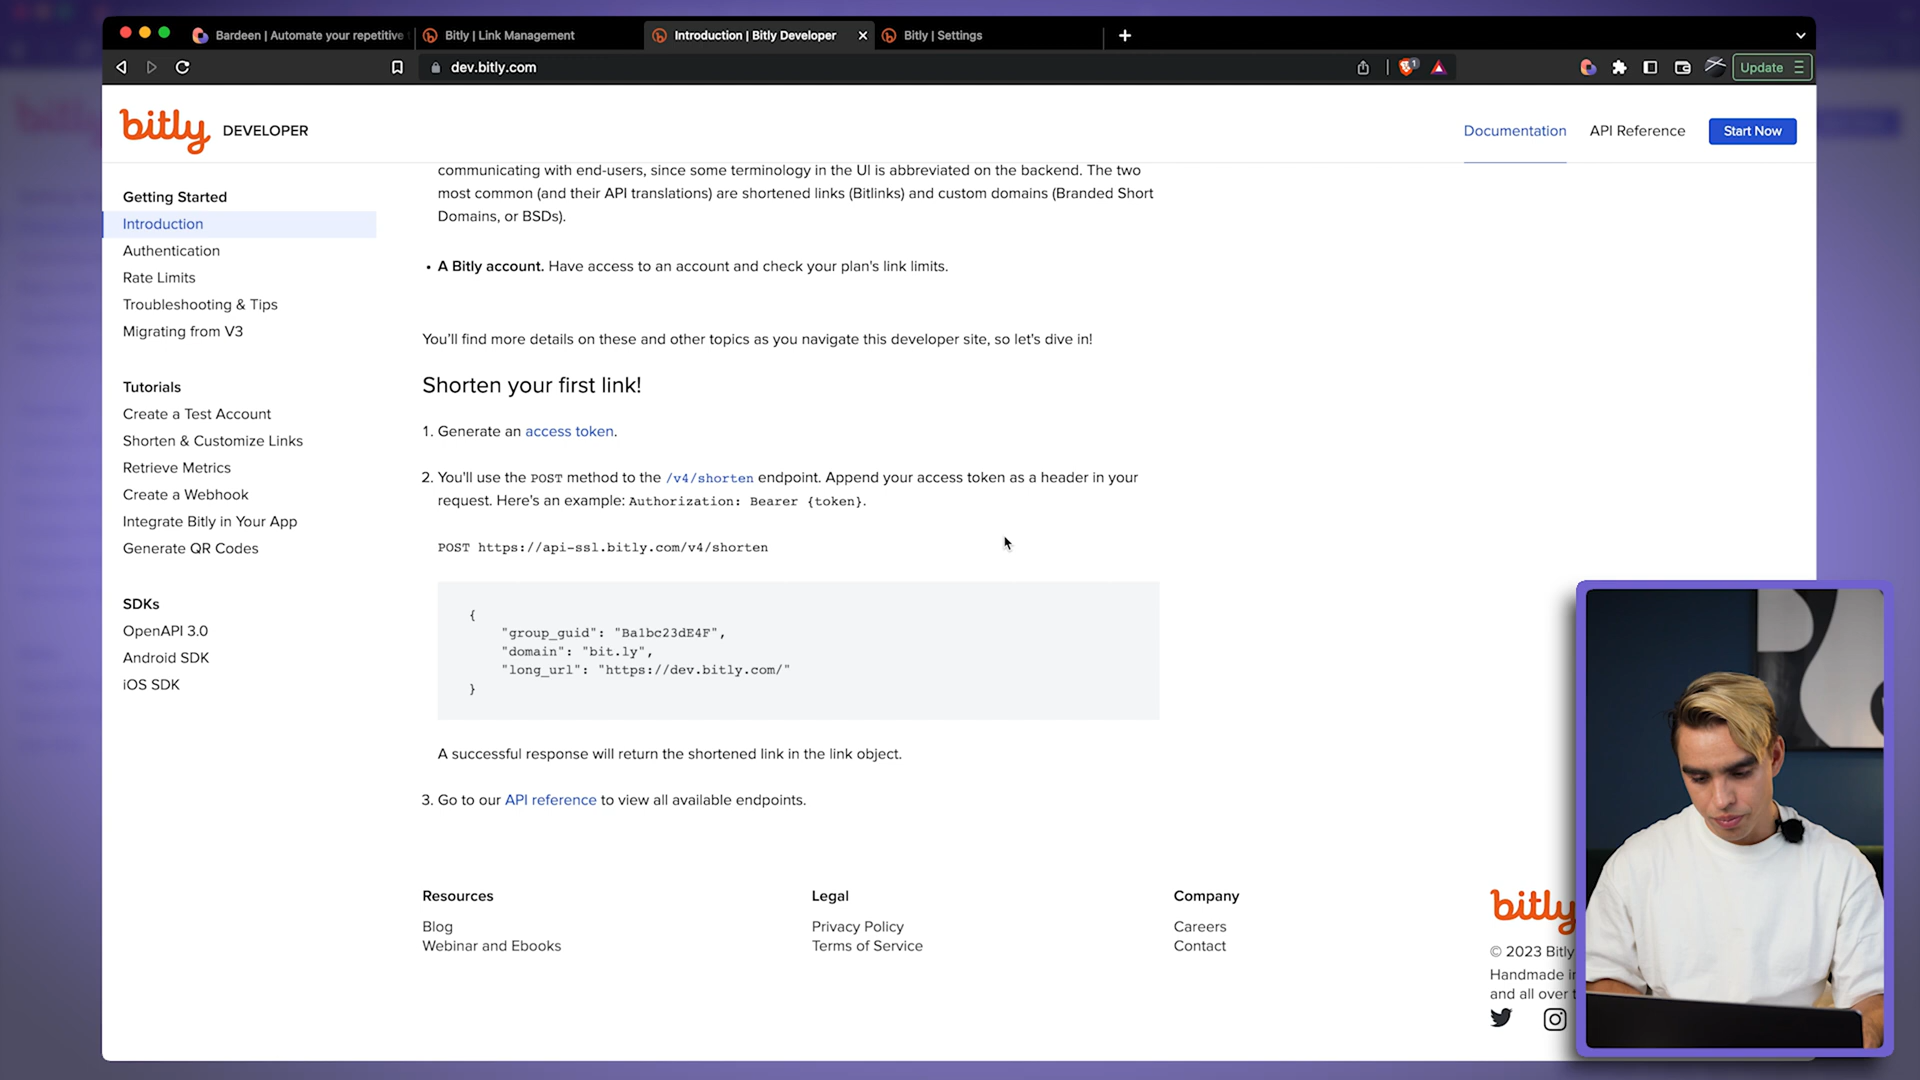 Bardeen | Automate your repetitive
Bitly | Link Management
Introduction | Bitly Developer
Bitly | Settings
dev.bitly.com
1
Update
bitly DEVELOPER
Documentation
API Reference
Start Now
Getting Started
Introduction
Authentication
Rate Limits
Troubleshooting & Tips
Migrating from V3
Tutorials
Create a Test Account
Shorten & Customize Links
Retrieve Metrics
Create a Webhook
Integrate Bitly in Your App
Generate QR Codes
SDKs
OpenAPI 3.0
Android SDK
iOS SDK
communicating with end-users, since some terminology in the UI is abbreviated on the backend. The two
most common (and their API translations) are shortened links (Bitlinks) and custom domains (Branded Short
Domains, or BSDs).
• A Bitly account. Have access to an account and check your plan's link limits.
You'll find more details on these and other topics as you navigate this developer site, so let's dive in!
Shorten your first link!
1. Generate an access token.
2. You'll use the POST method to the /v4/shorten endpoint. Append your access token as a header in your
request. Here's an example: Authorization: Bearer {token}.
POST https://api-ssl.bitly.com/v4/shorten
{
"group_guid": "Ba1bc23dE4F",
"domain": "bit.ly",
"long_url": "https://dev.bitly.com/"
}
A successful response will return the shortened link in the link object.
3. Go to our API reference to view all available endpoints.
Resources
Blog
Webinar and Ebooks
Legal
Privacy Policy
Terms of Service
Company
Careers
Contact
bitly
© 2023 Bitly
Handmade in
and all over t